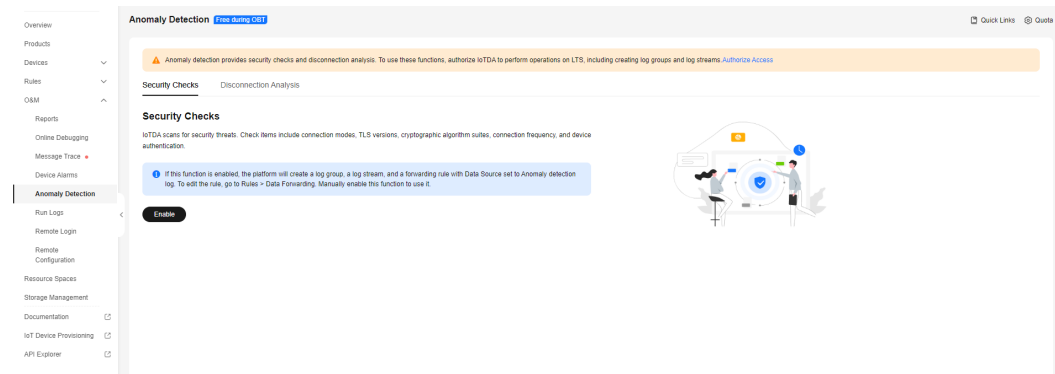 Overview
Products
Devices
Rules
O&M
Reports
Online Debugging
Message Trace
Device Alarms
Anomaly Detection
Run Logs
Remote Login
Remote
Configuration
Resource Spaces
Storage Management
Documentation
IoT Device Provisioning
API Explorer
Anomaly Detection Free during OBT
Quick Links Quota
Anomaly detection provides security checks and disconnection analysis. To use these functions, authorize IoTDA to perform operations on LTS, including creating log groups and log streams.Authorize Access
Security Checks Disconnection Analysis
Security Checks
IoTDA scans for security threats. Check items include connection modes, TLS versions, cryptographic algorithm suites, connection frequency, and device
authentication.
If this function is enabled, the platform will create a log group, a log stream, and a forwarding rule with Data Source set to Anomaly detection
log. To edit the rule, go to Rules > Data Forwarding. Manually enable this function to use it.
Enable